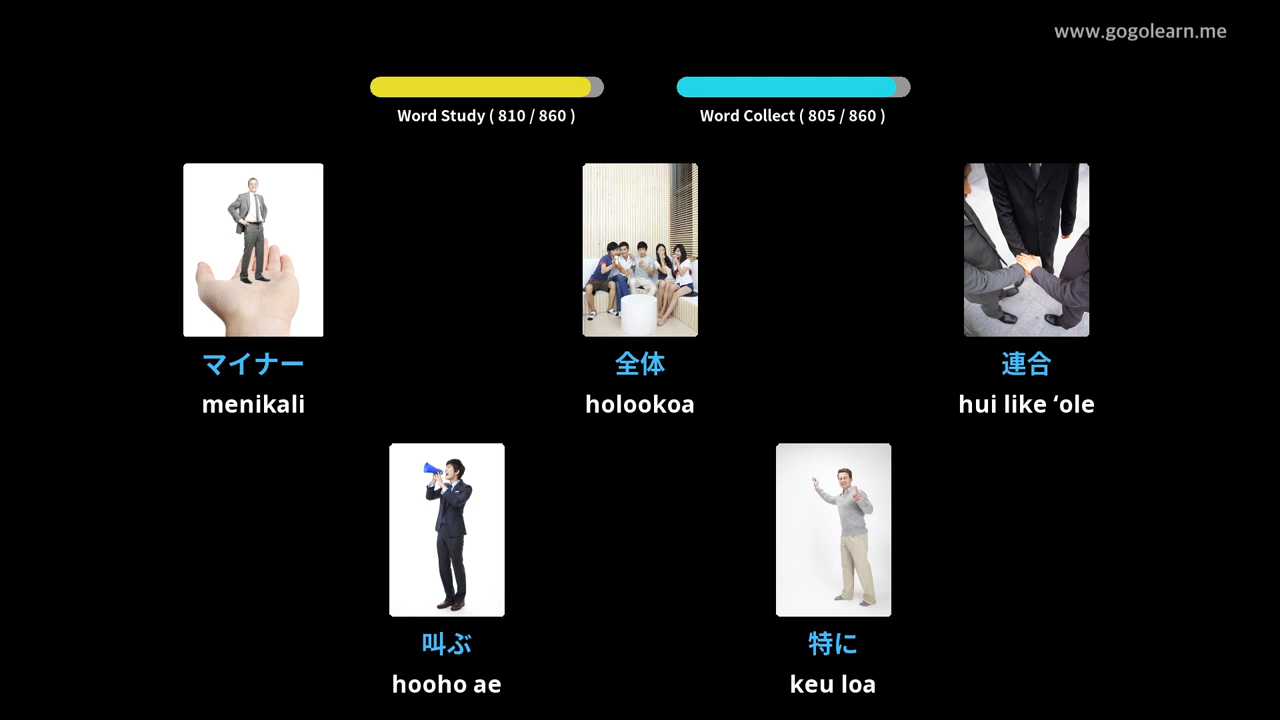 www.gogolearn.me
Word Study ( 810 / 860 )
Word Collect ( 805 / 860 )
マイナー
menikali
全体
holookoa
連合
hui like ‘ole
叫ぶ
hooho ae
特に
keu loa